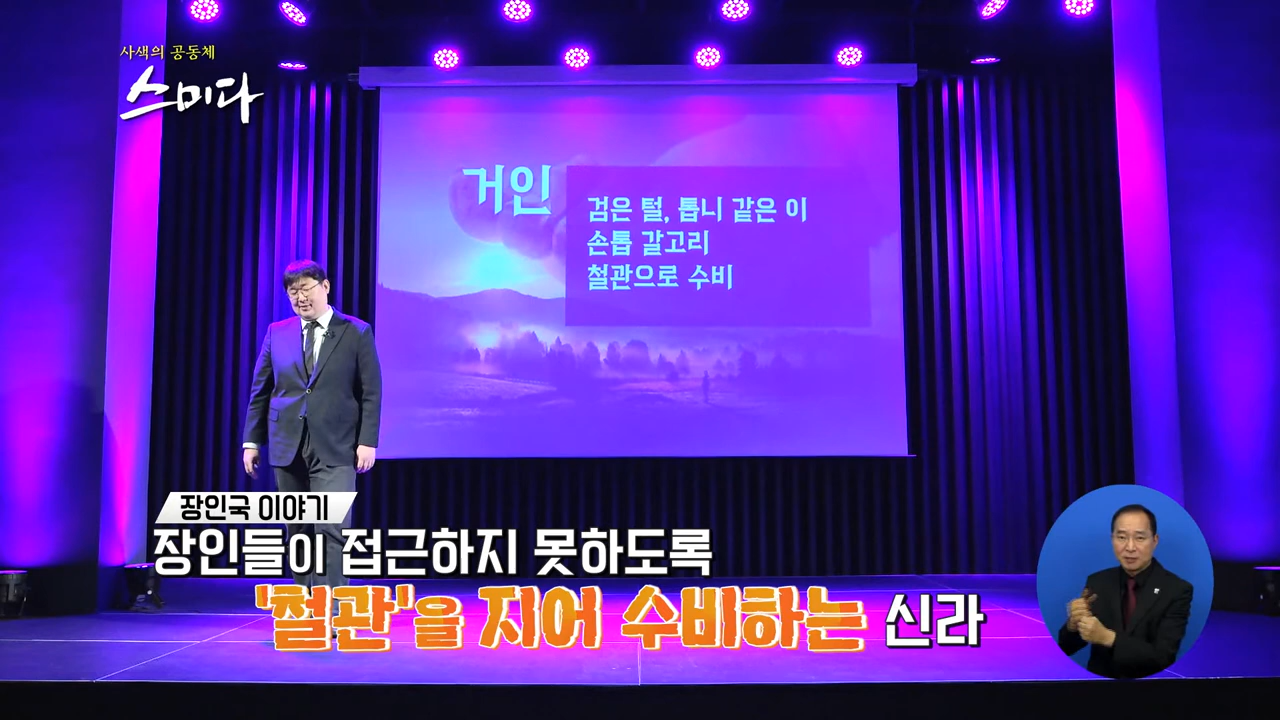 사색의 공동체
스미다
거인
검은 털, 톱니 같은 이
손톱 갈고리
철관으로 수비
장인국 이야기
장인들이 접근하지 못하도록
'철관'을 지어 수비하는 신라